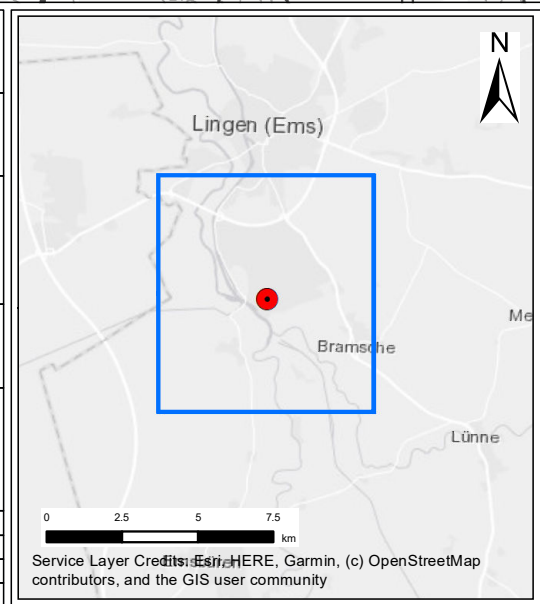 N
Lingen (Ems)
Me
Bramsche
Lünne
0 2.5 5 7.5
km
Emsbüren
Service Layer Credits: Esri, HERE, Garmin, (c) OpenStreetMap
contributors, and the GIS user community